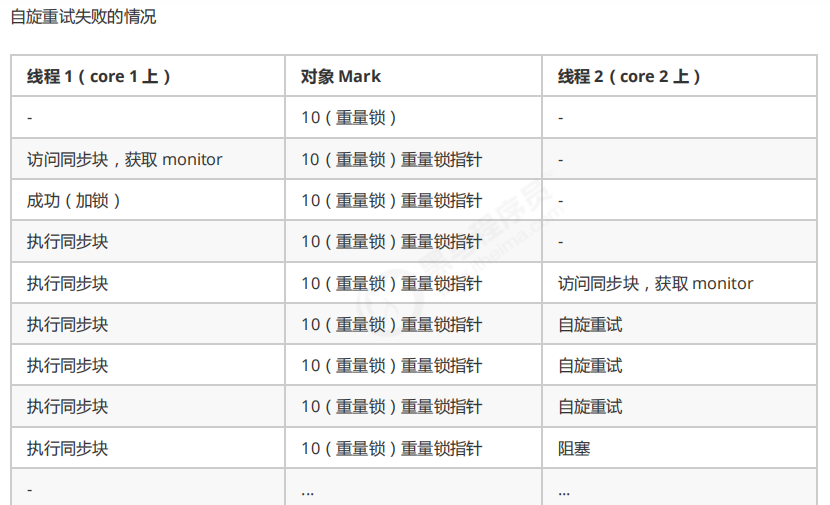 自旋重试失败的情况
线程 1 ( core 1 上 ) 对象 Mark 线程 2 ( core 2 上 )
- 10 ( 重量锁 ) -
访问同步块，获取 monitor 10 ( 重量锁 ) 重量锁指针 -
成功 ( 加锁 ) 10 ( 重量锁 ) 重量锁指针 -
执行同步块 10 ( 重量锁 ) 重量锁指针 -
执行同步块 10 ( 重量锁 ) 重量锁指针 访问同步块，获取 monitor
执行同步块 10 ( 重量锁 ) 重量锁指针 自旋重试
执行同步块 10 ( 重量锁 ) 重量锁指针 自旋重试
执行同步块 10 ( 重量锁 ) 重量锁指针 自旋重试
执行同步块 10 ( 重量锁 ) 重量锁指针 阻塞
- ... ...